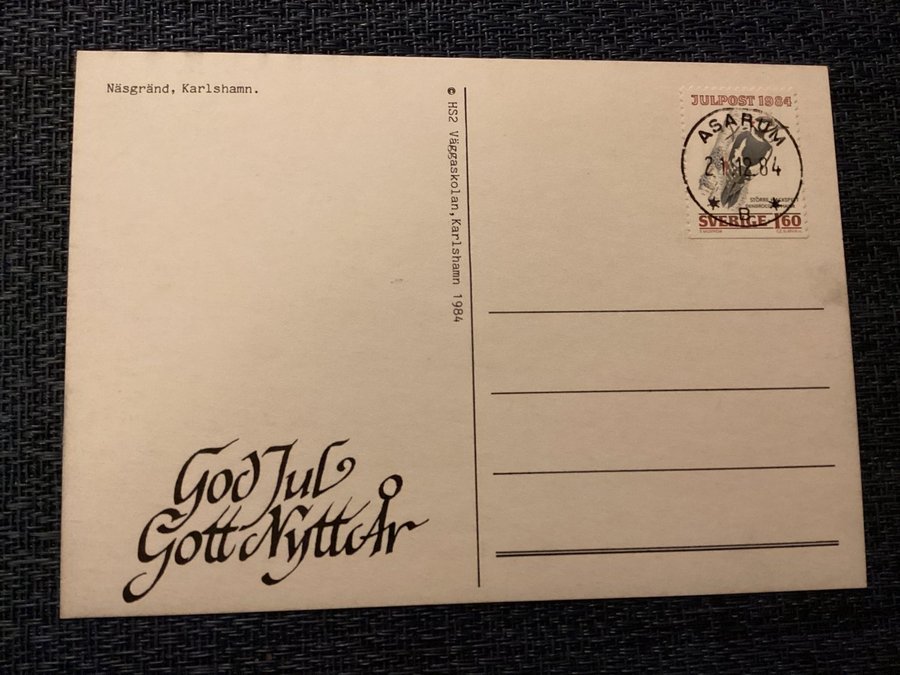 Näsgränd, Karlshamn.
© HS2 Väggaskolan, Karlshamn 1984
JULPOST 1984
ASARUM
21.12.84
B
SVERIGE 160
God Jul
Gott Nytt År